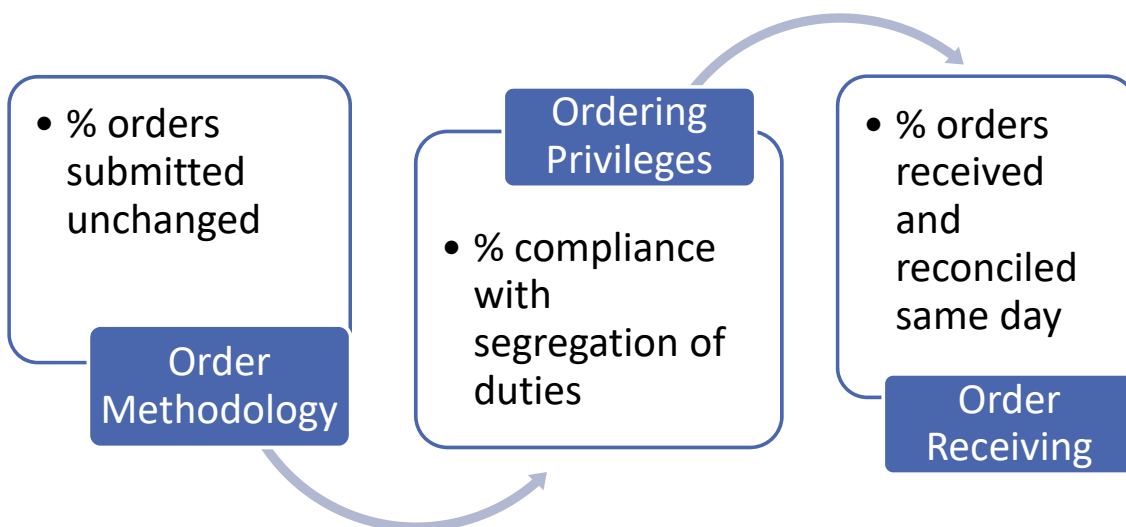 • % orders
submitted
unchanged
Order
Methodology
Ordering
Privileges
• % compliance
with
segregation of
duties
• % orders
received
and
reconciled
same day
Order
Receiving